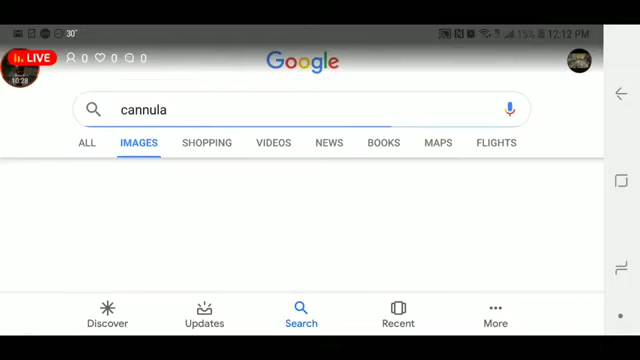 30°
15% 12:12 PM
LIVE 0 0 0
10:28
Google
cannula
ALL IMAGES SHOPPING VIDEOS NEWS BOOKS MAPS FLIGHTS
Discover Updates Search Recent More